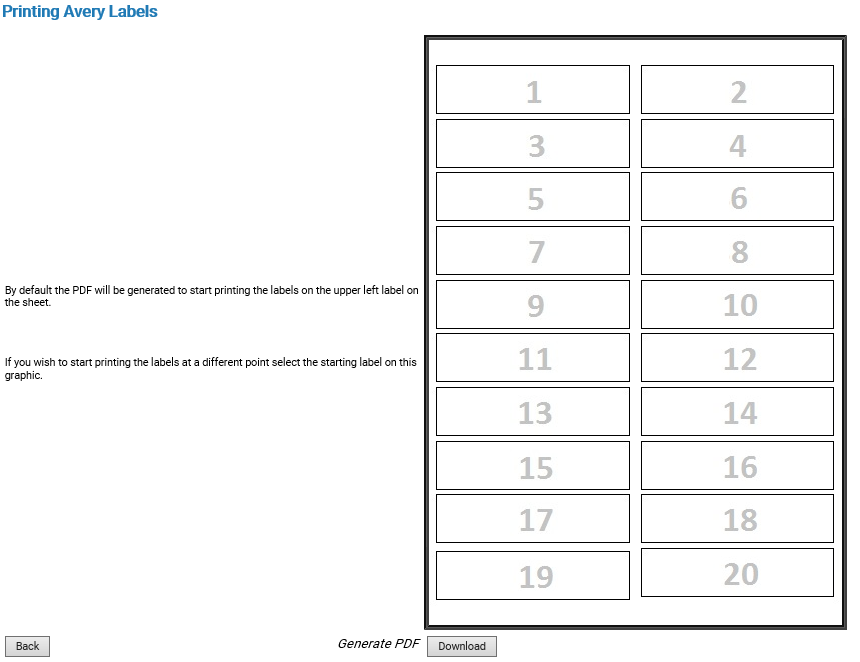 Printing Avery Labels
1 2
3 4
5 6
7 8
By default the PDF will be generated to start printing the labels on the upper left label on
the sheet.
9 10
If you wish to start printing the labels at a different point select the starting label on this
graphic.
11 12
13 14
15 16
17 18
19 20
Back Generate PDF Download